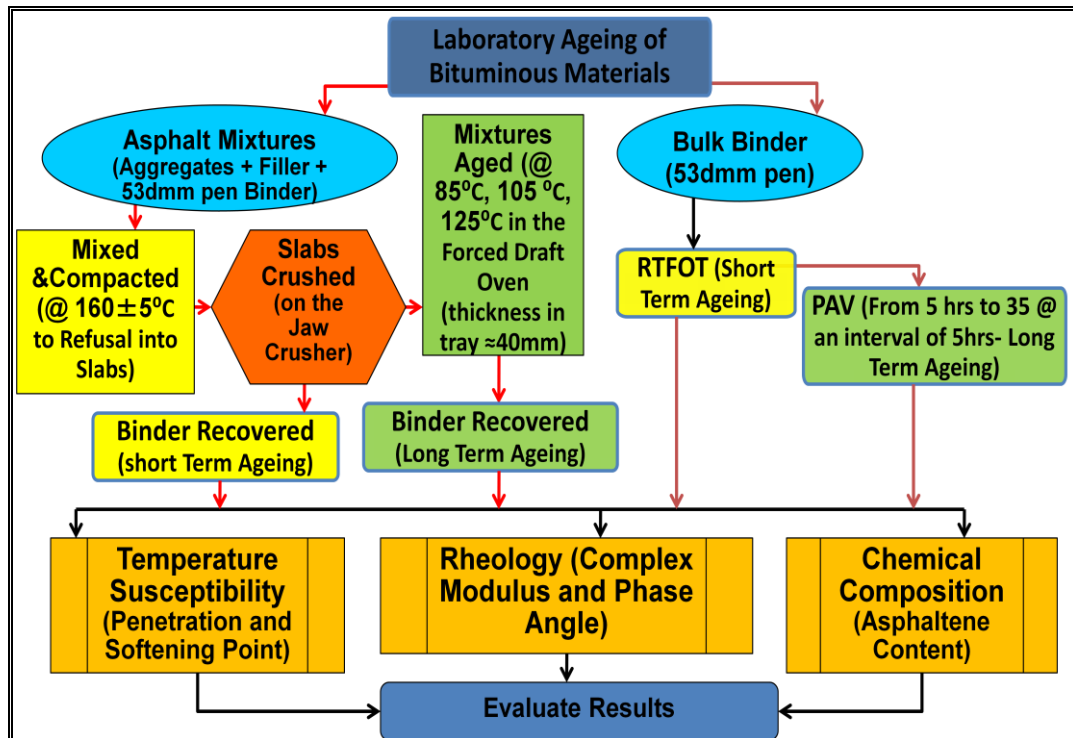 Laboratory Ageing of
Bituminous Materials
Asphalt Mixtures
(Aggregates + Filler +
53dmm pen Binder)
Mixtures
Aged (@
85⁰C, 105 ⁰C,
125⁰C in the
Forced Draft
Oven
(thickness in
tray ≈40mm)
Bulk Binder
(53dmm pen)
Mixed
&Compacted
(@ 160±5⁰C
to Refusal into
Slabs)
Slabs
Crushed
(on the
Jaw
Crusher)
RTFOT (Short
Term Ageing)
PAV (From 5 hrs to 35 @
an interval of 5hrs- Long
Term Ageing)
Binder Recovered
(short Term Ageing)
Binder Recovered
(Long Term Ageing)
Temperature
Susceptibility
(Penetration and
Softening Point)
Rheology (Complex
Modulus and Phase
Angle)
Chemical
Composition
(Asphaltene
Content)
Evaluate Results